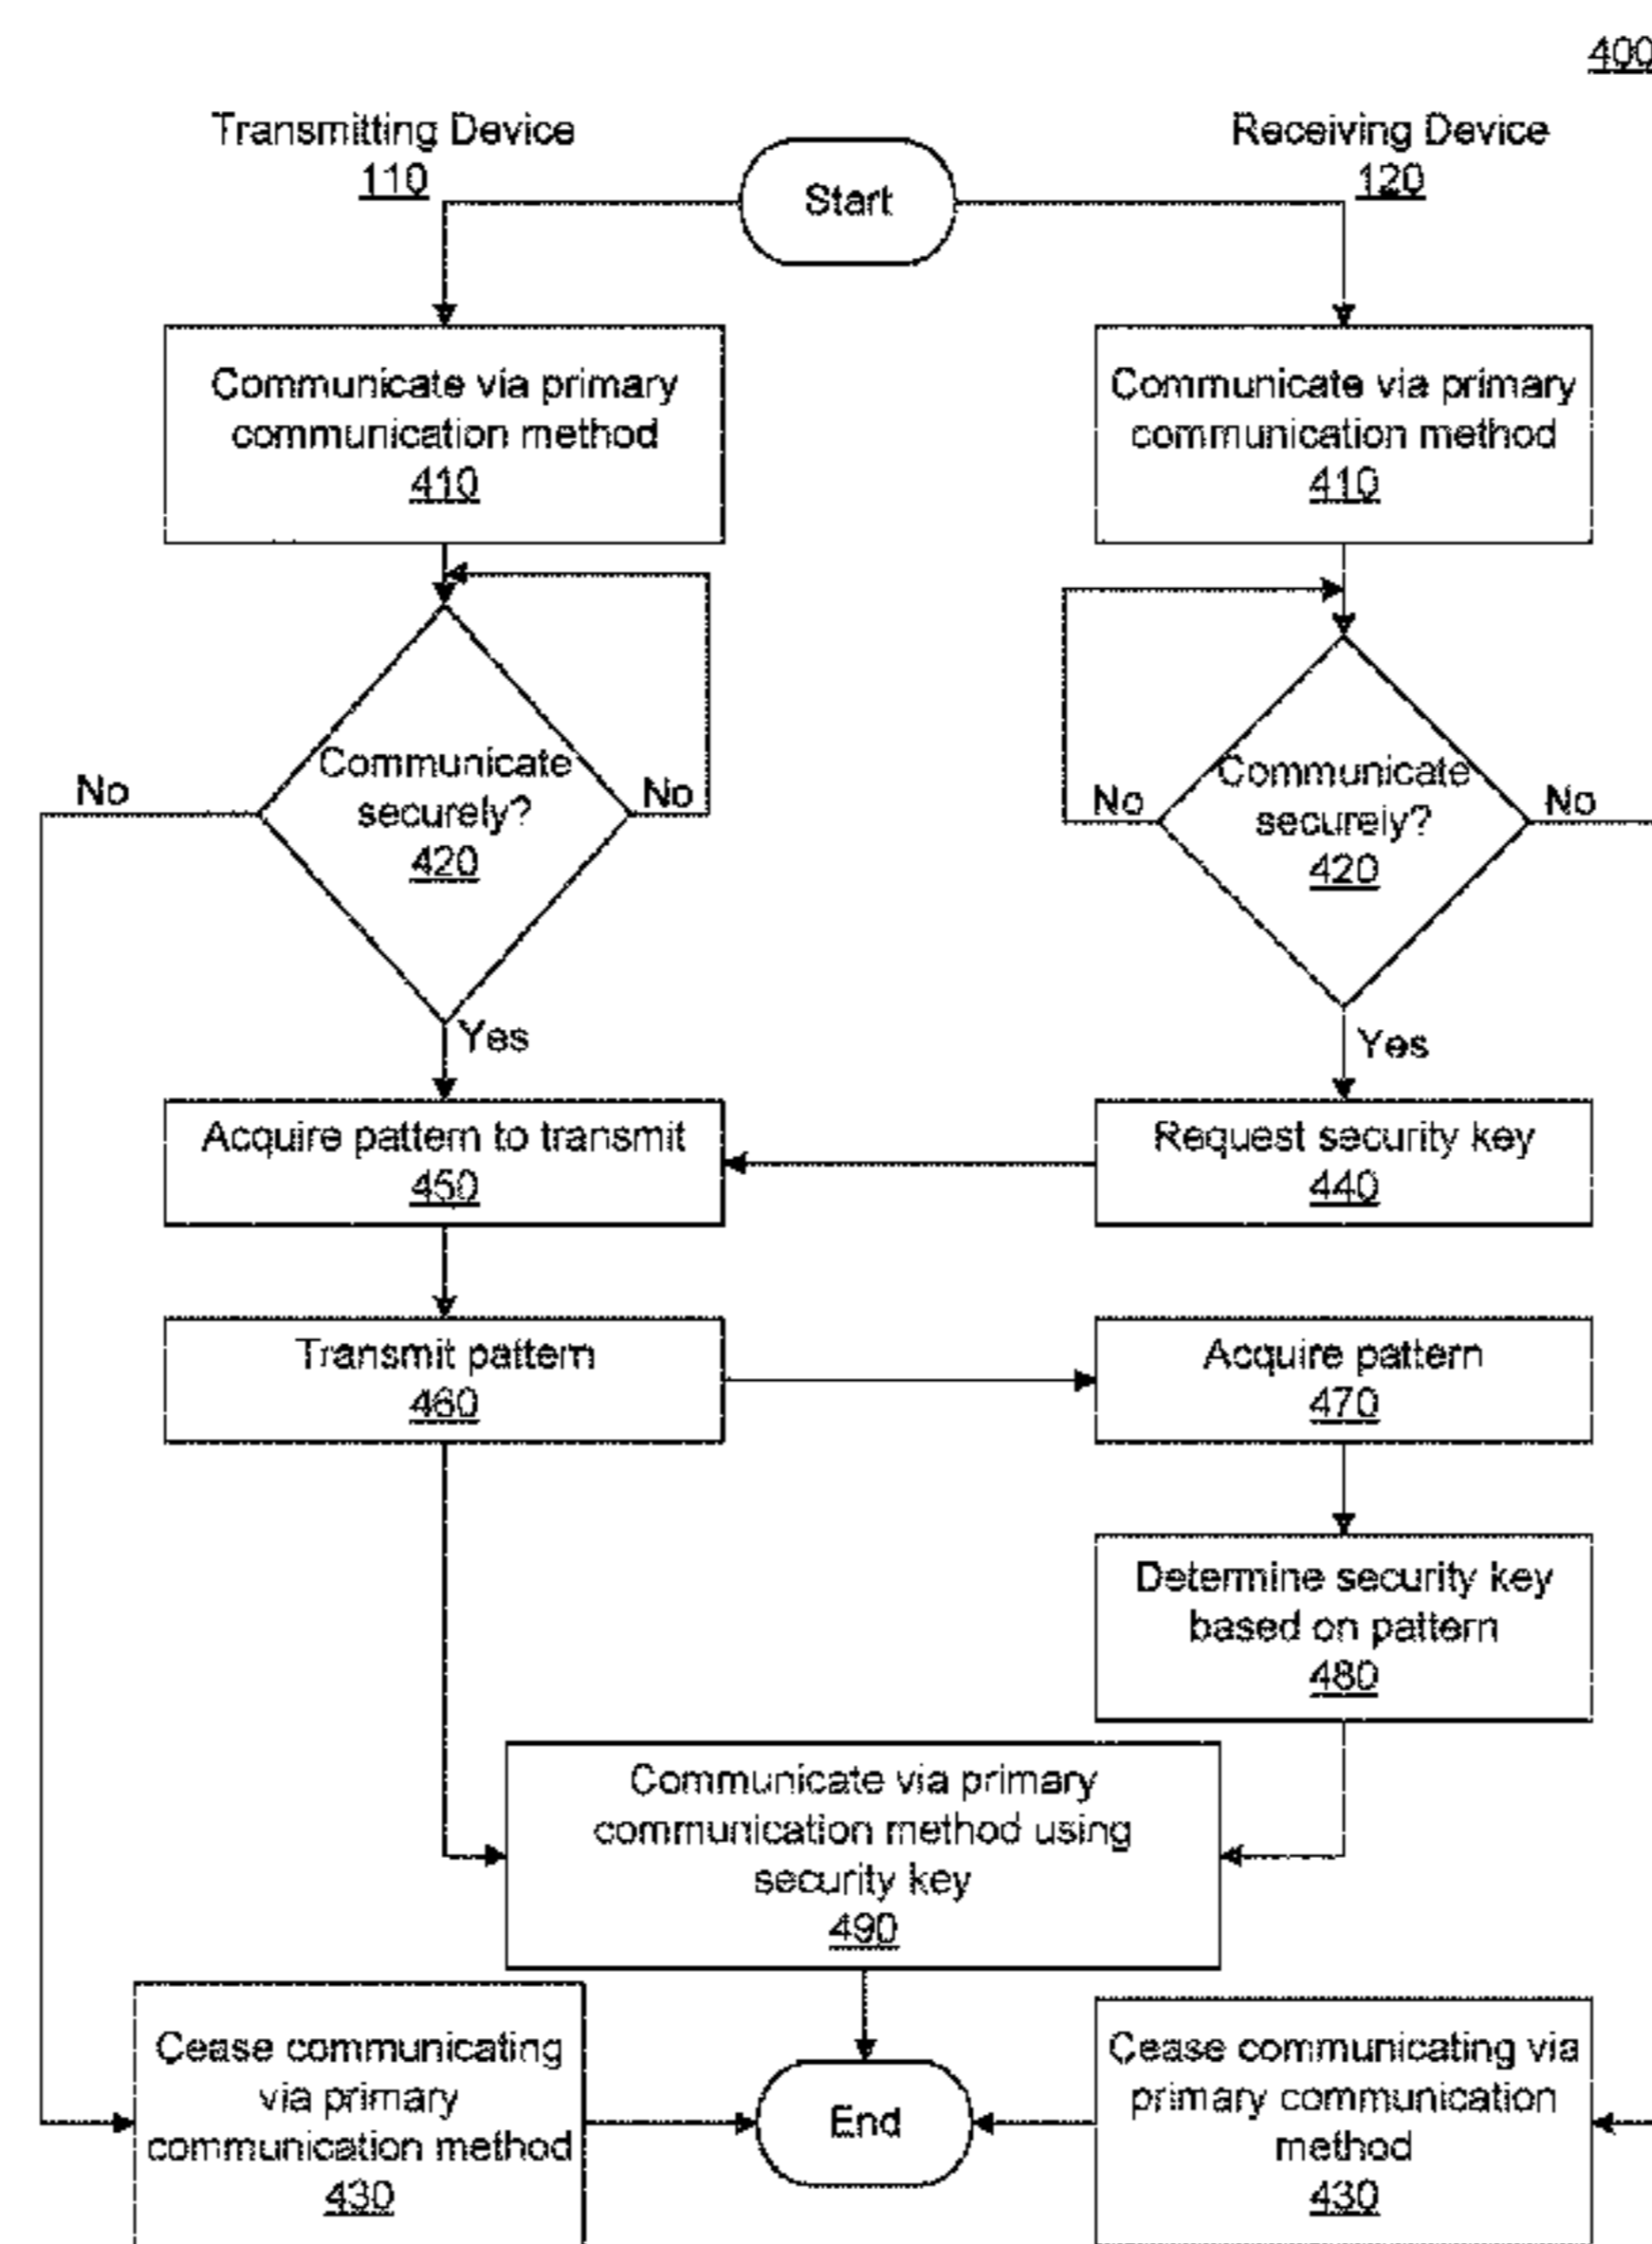 400
Transmitting Device
110
Receiving Device
120
Start
Communicate via primary
communication method
410
Communicate via primary
communication method
410
No
Communicate
securely?
420
No
No
Communicate
securely?
420
No
Yes
Yes
Acquire pattern to transmit
450
Request security key
440
Transmit pattern
460
Acquire pattern
470
Determine security key
based on pattern
480
Communicate via primary
communication method using
security key
490
Cease communicating
via primary
communication method
430
End
Cease communicating via
primary communication
method
430